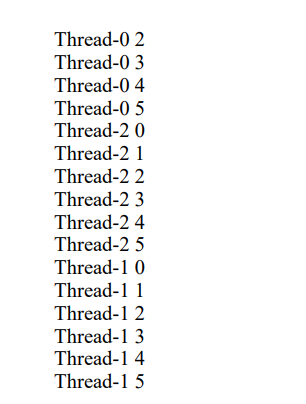 Thread-0 2
Thread-0 3
Thread-0 4
Thread-0 5
Thread-2 0
Thread-2 1
Thread-2 2
Thread-2 3
Thread-2 4
Thread-2 5
Thread-1 0
Thread-1 1
Thread-1 2
Thread-1 3
Thread-1 4
Thread-1 5